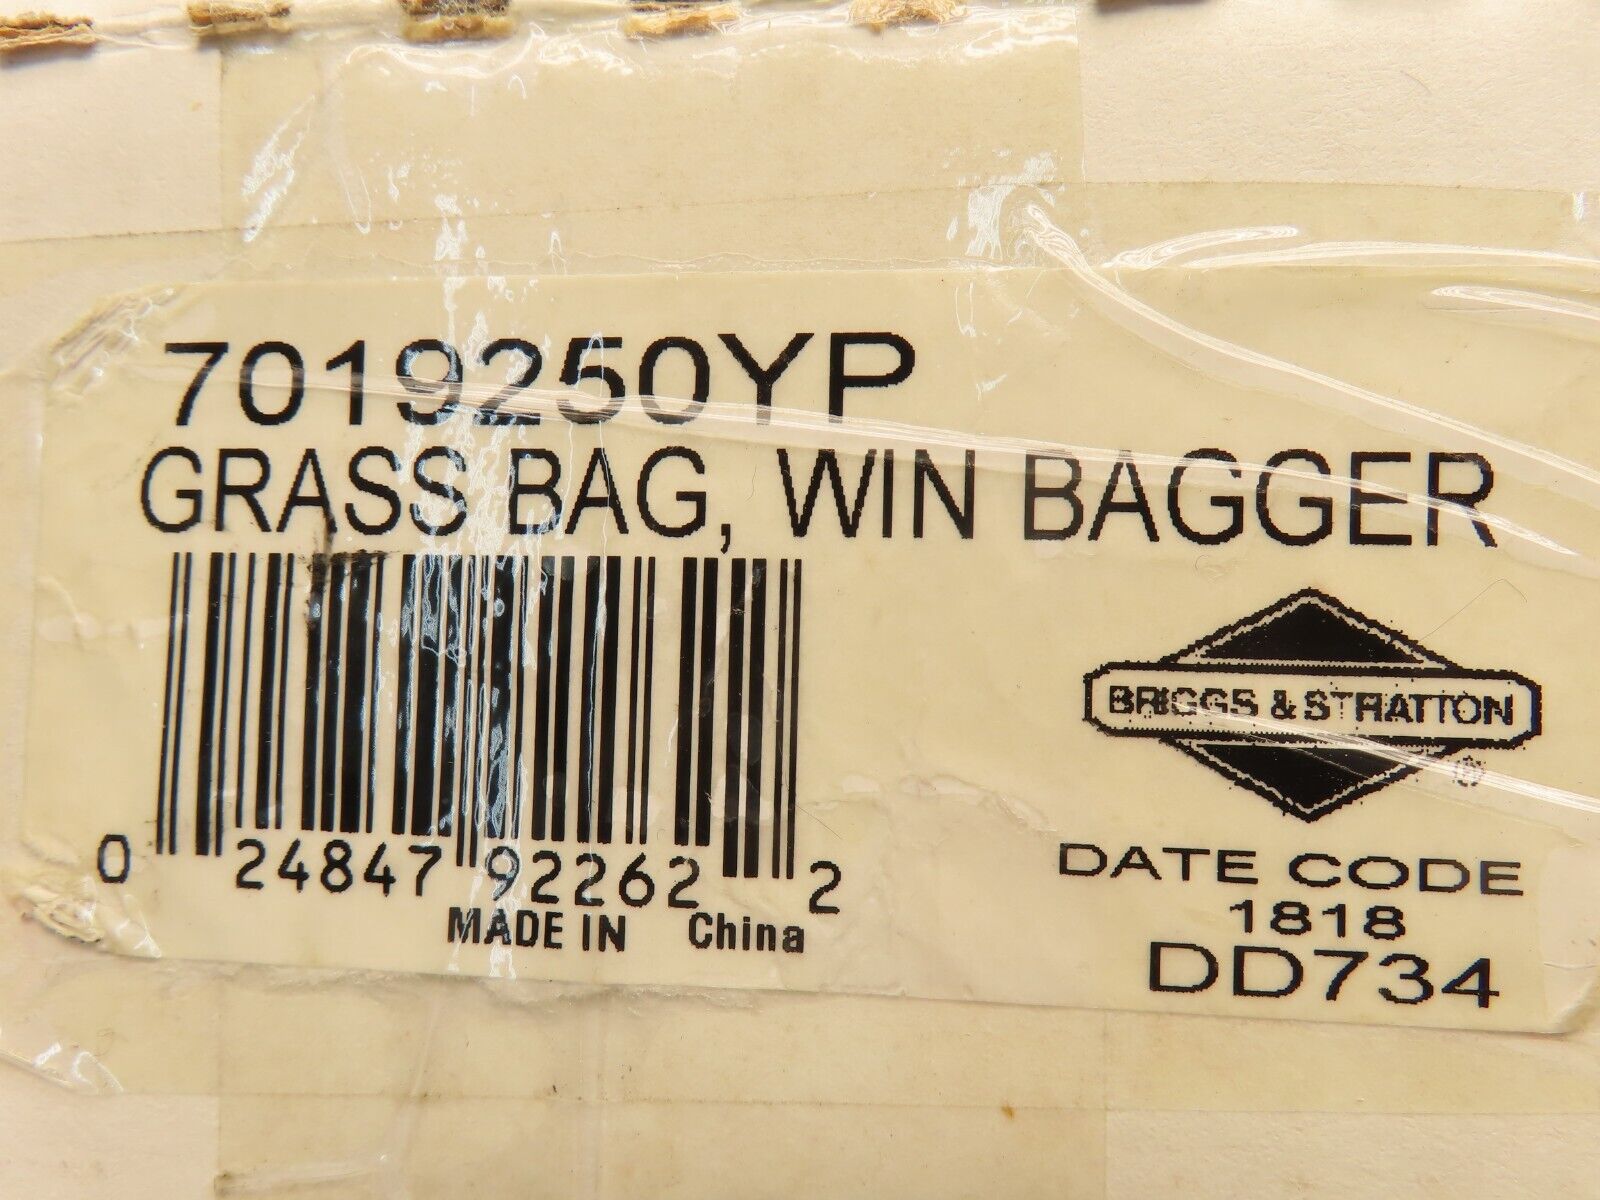 7019250YP
GRASS BAG, WIN BAGGER
BRIGGS & STRATTON
®
0 24847 92262 2
MADE IN China
DATE CODE
1818
DD734